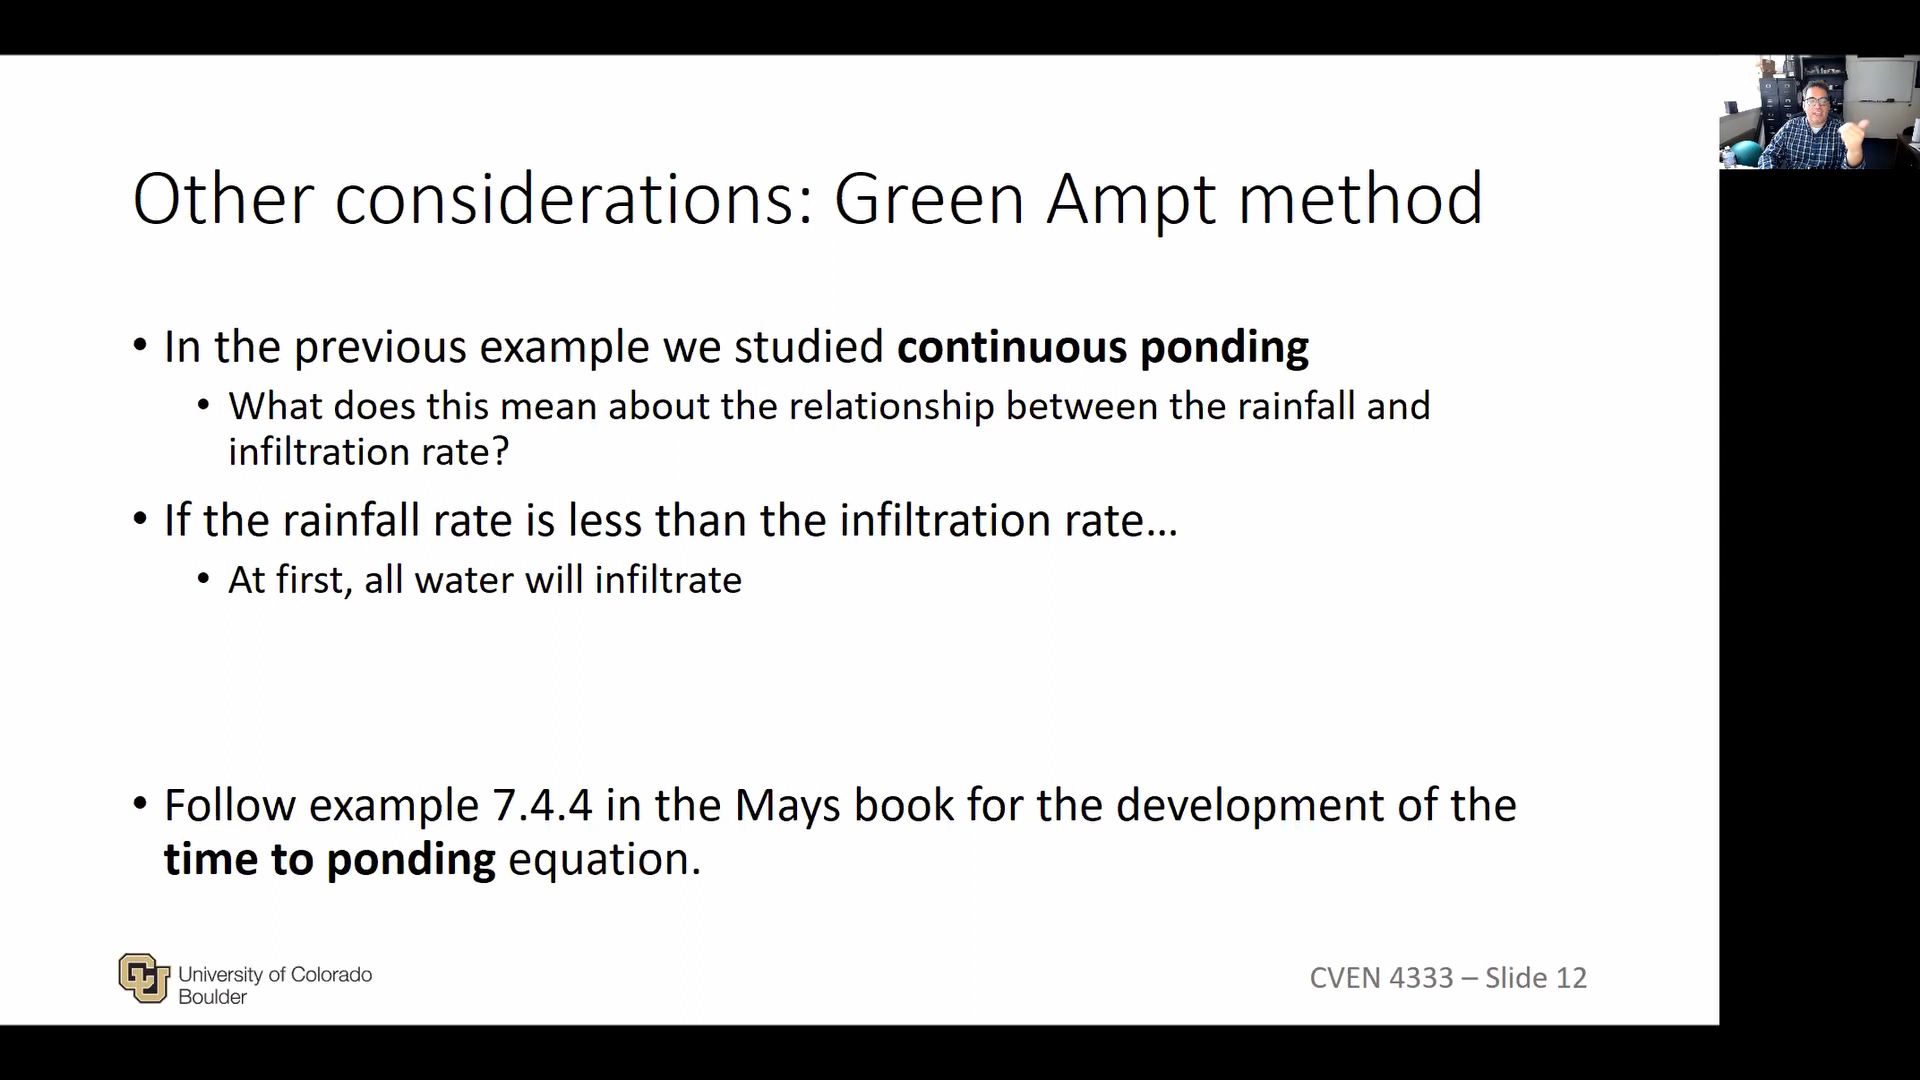 Other considerations: Green Ampt method
• In the previous example we studied continuous ponding
• What does this mean about the relationship between the rainfall and
infiltration rate?
• If the rainfall rate is less than the infiltration rate...
• At first, all water will infiltrate
• Follow example 7.4.4 in the Mays book for the development of the
time to ponding equation.
CU
University of Colorado
Boulder
CVEN 4333 – Slide 12